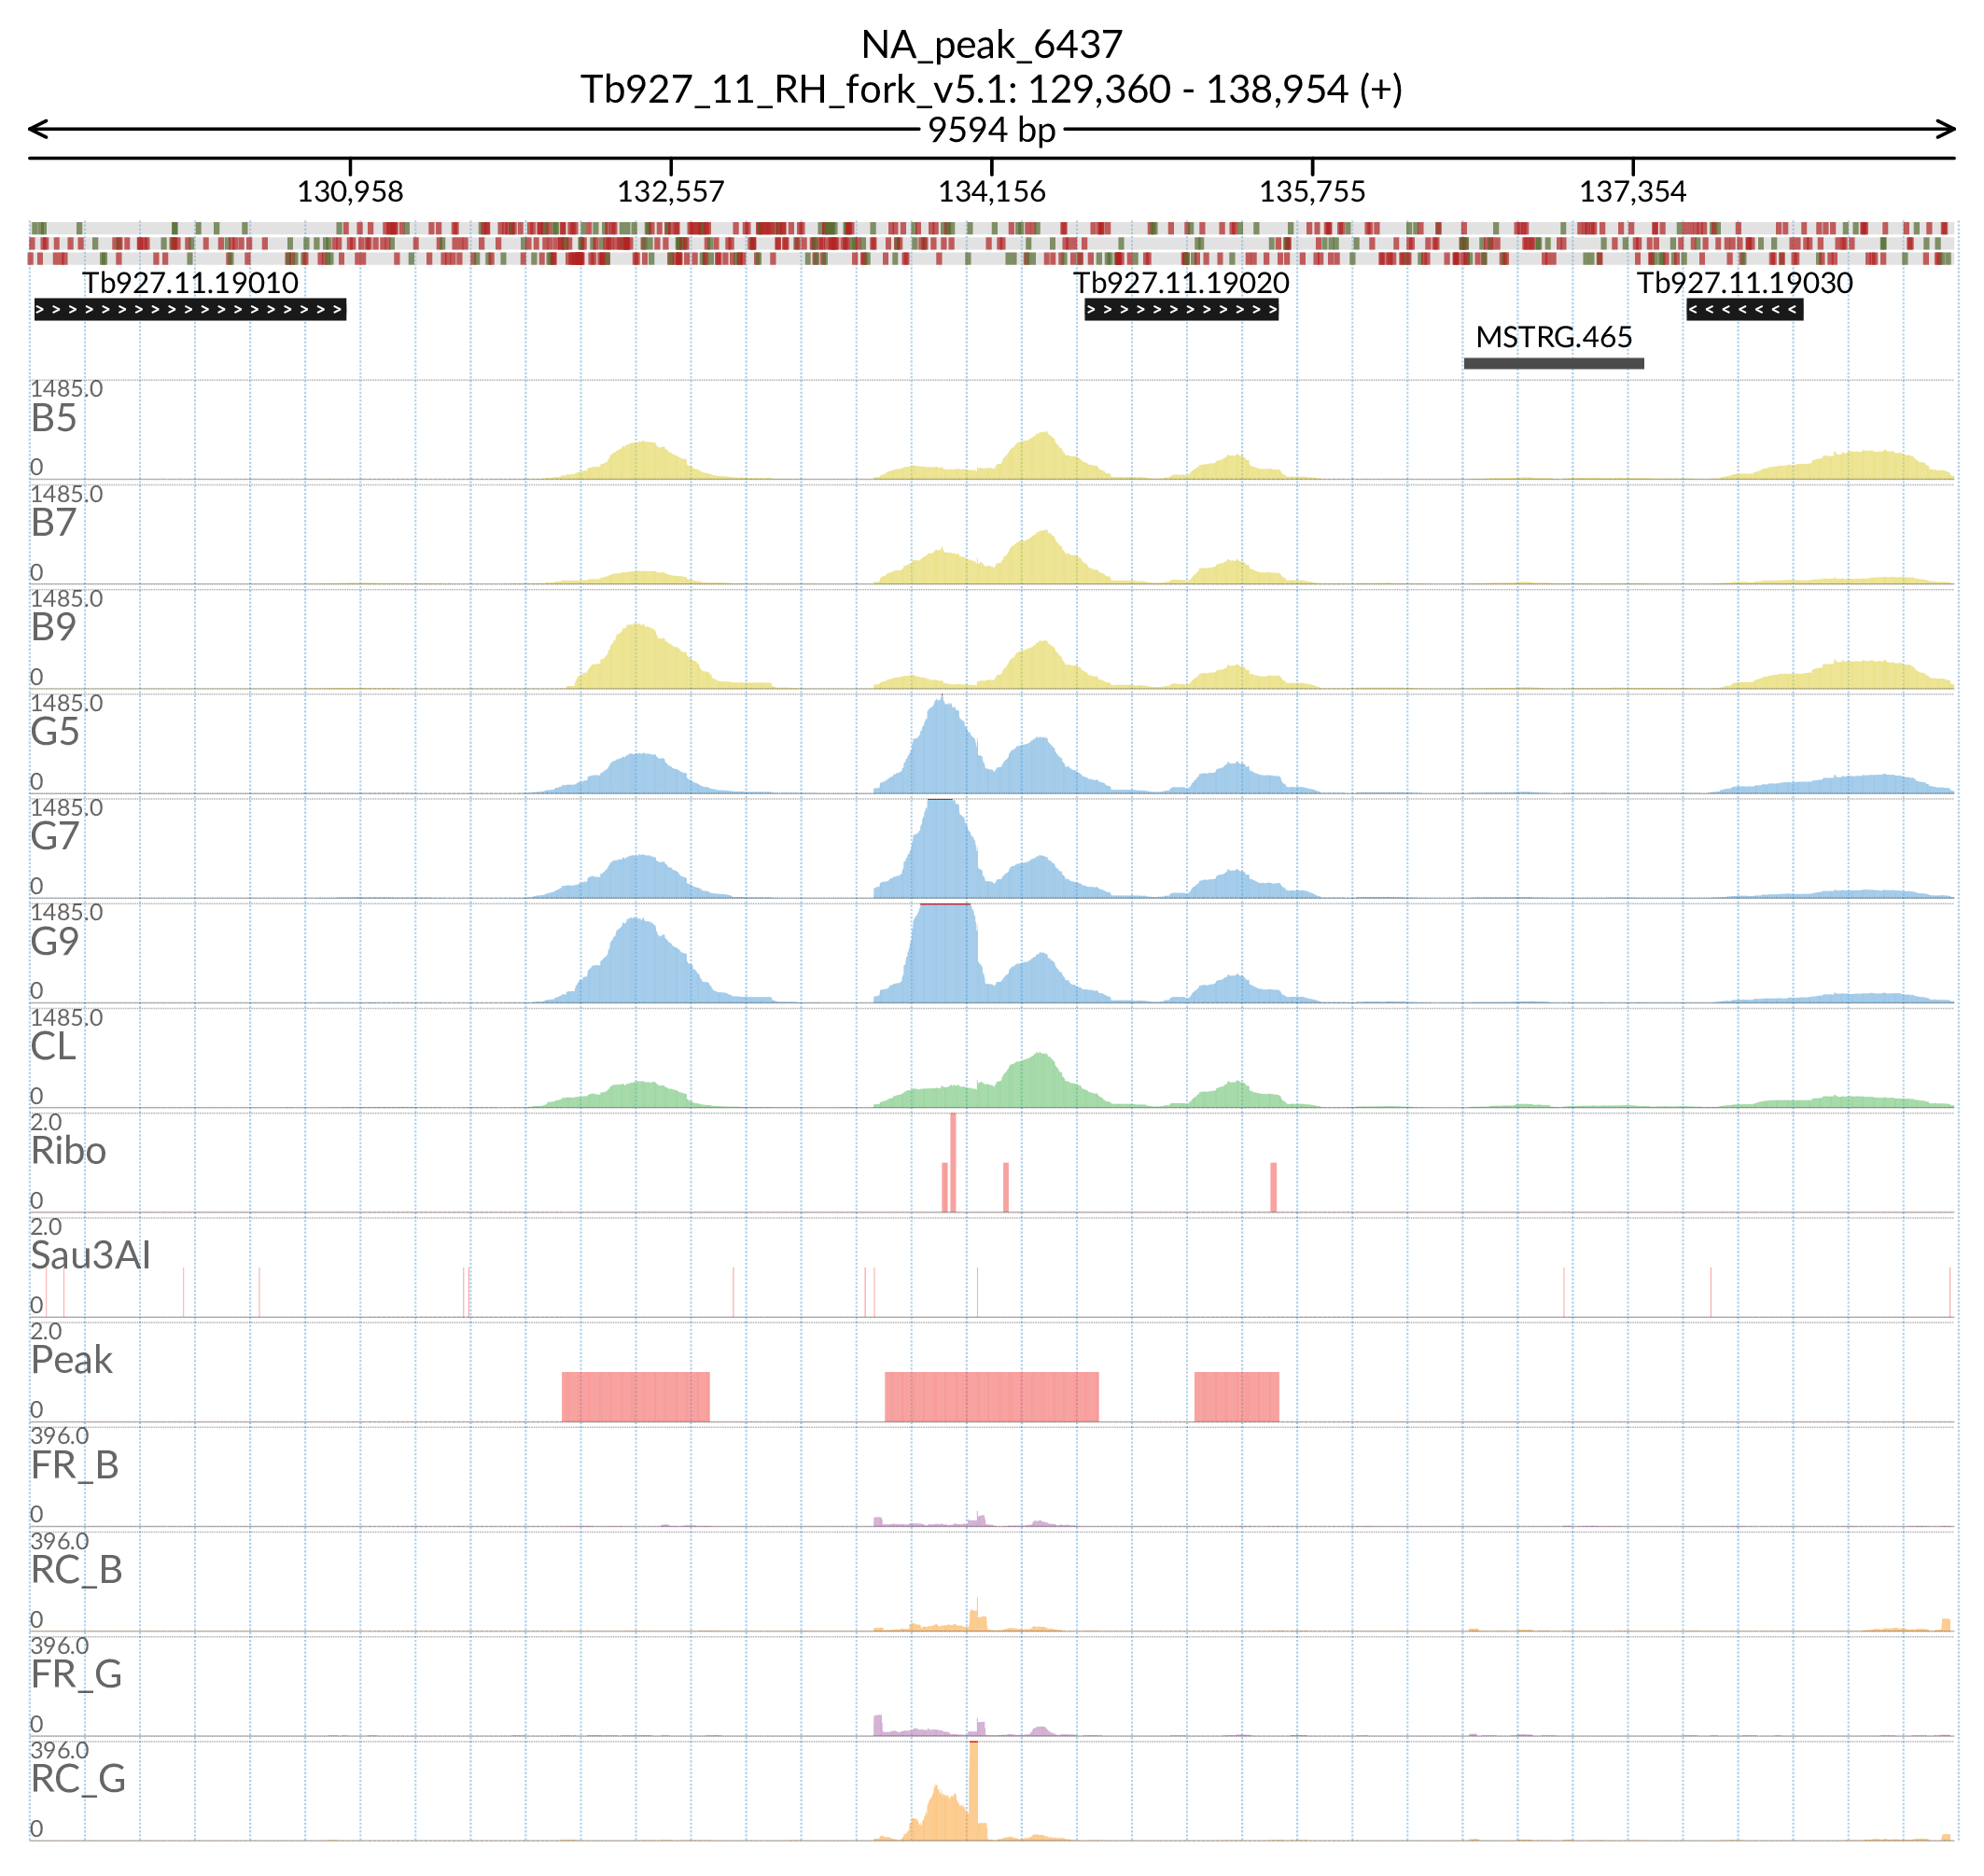 NA_peak_6437
Tb927_11_RH_fork_v5.1: 129,360 - 138,954 (+)
9594 bp
130,958 132,557 134,156 135,755 137,354
Tb927.11.19010 Tb927.11.19020 Tb927.11.19030
MSTRG.465
1485.0
B5
0
1485.0
B7
0
1485.0
B9
0
1485.0
G5
0
1485.0
G7
0
1485.0
G9
0
1485.0
CL
0
2.0
Ribo
0
2.0
Sau3AI
0
2.0
Peak
0
396.0
FR_B
0
396.0
RC_B
0
396.0
FR_G
0
396.0
RC_G
0